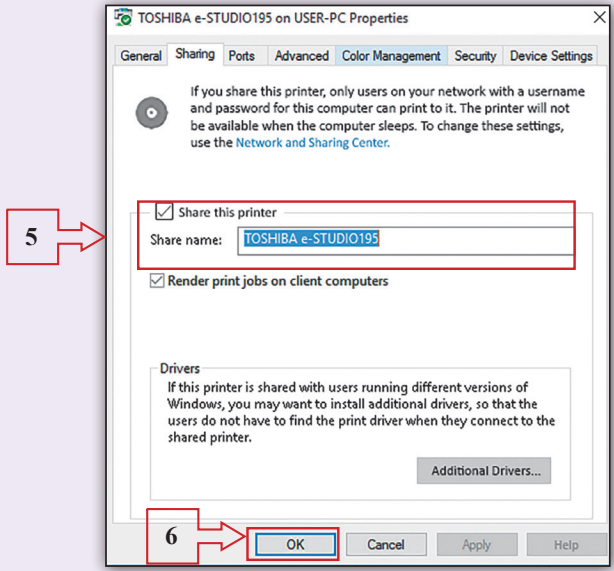 TOSHIBA e-STUDIO195 on USER-PC Properties
General Sharing Ports Advanced Color Management Security Device Settings
If you share this printer, only users on your network with a username
and password for this computer can print to it. The printer will not
be available when the computer sleeps. To change these settings,
use the Network and Sharing Center.
Share this printer
5
Share name: TOSHIBA e-STUDIO195
Render print jobs on client computers
Drivers
If this printer is shared with users running different versions of
Windows, you may want to install additional drivers, so that the
users do not have to find the print driver when they connect to the
shared printer.
Additional Drivers...
6
OK Cancel Apply Help